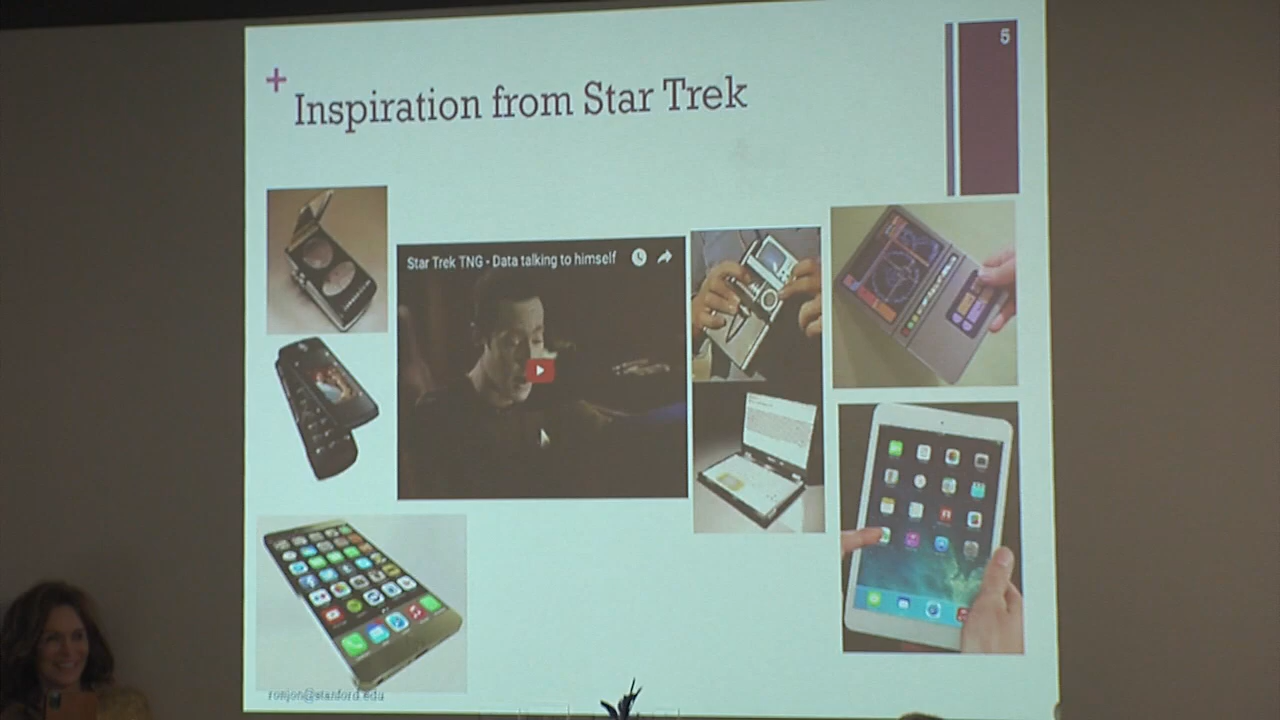 5
+
Inspiration from Star Trek
Star Trek TNG - Data talking to himself
ronjon@stanford.edu